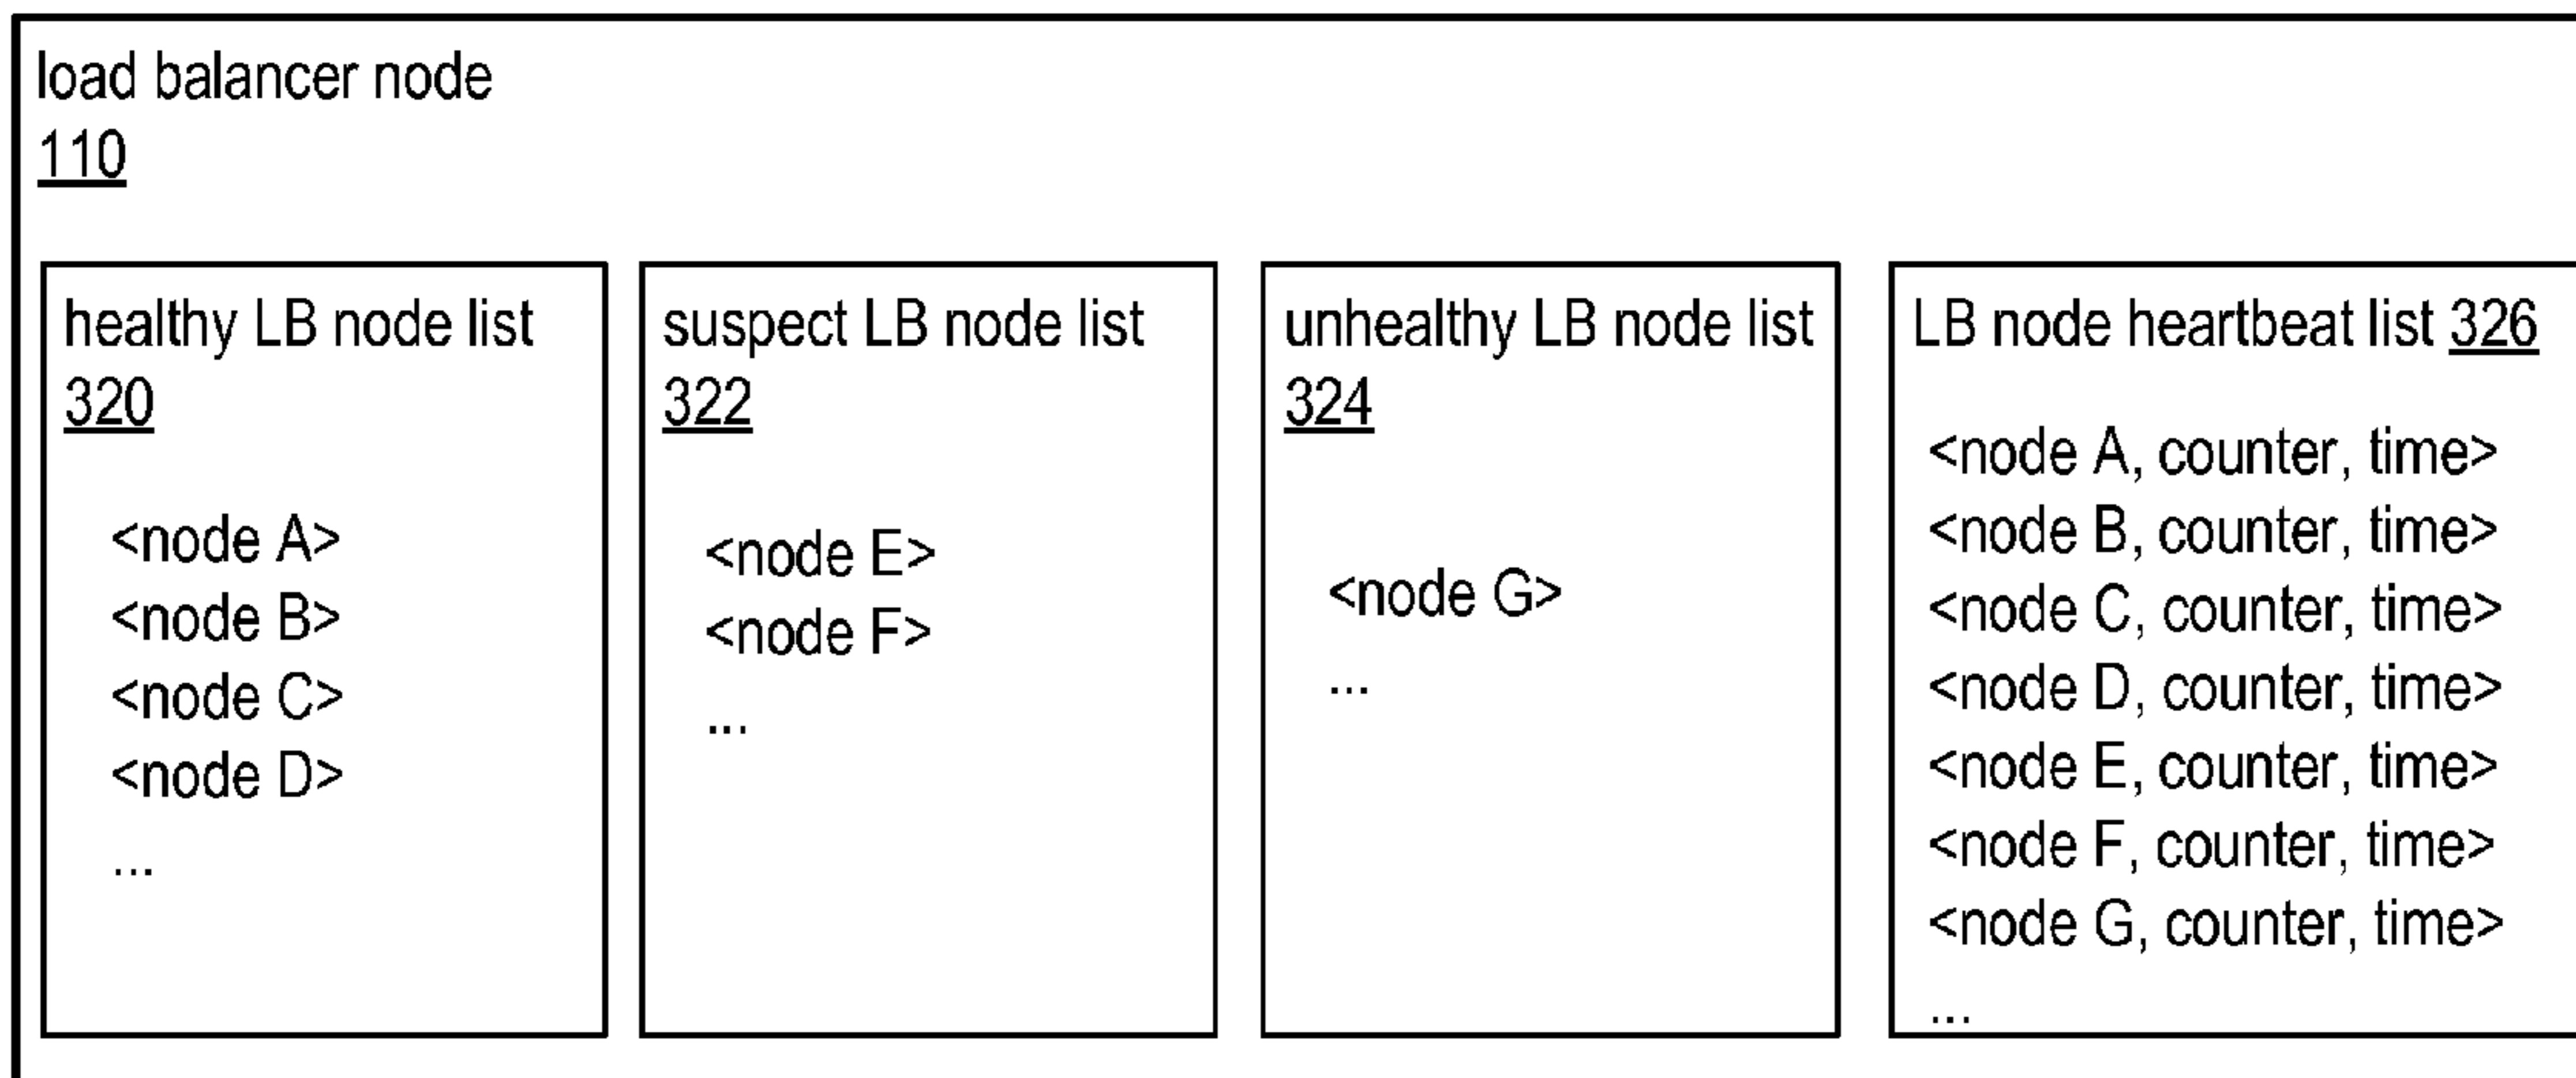 load balancer node
110
healthy LB node list
320
<node A>
<node B>
<node C>
<node D>
...
suspect LB node list
322
<node E>
<node F>
...
unhealthy LB node list
324
<node G>
...
LB node heartbeat list 326
<node A, counter, time>
<node B, counter, time>
<node C, counter, time>
<node D, counter, time>
<node E, counter, time>
<node F, counter, time>
<node G, counter, time>
...